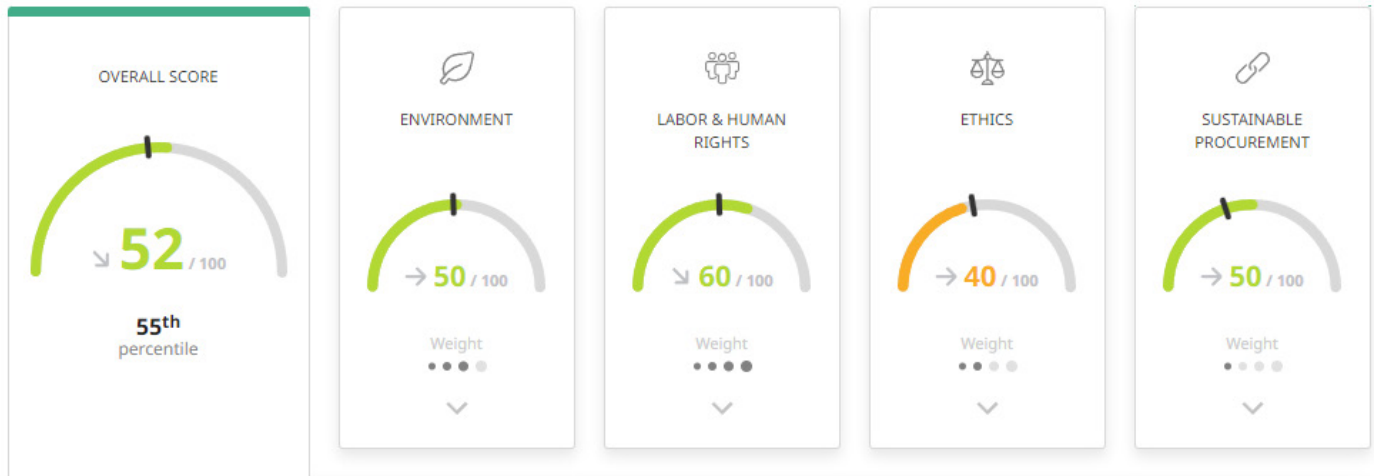 OVERALL SCORE
52 / 100
55th
percentile
ENVIRONMENT
50 / 100
Weight
LABOR & HUMAN
RIGHTS
60 / 100
Weight
ETHICS
40 / 100
Weight
SUSTAINABLE
PROCUREMENT
50 / 100
Weight